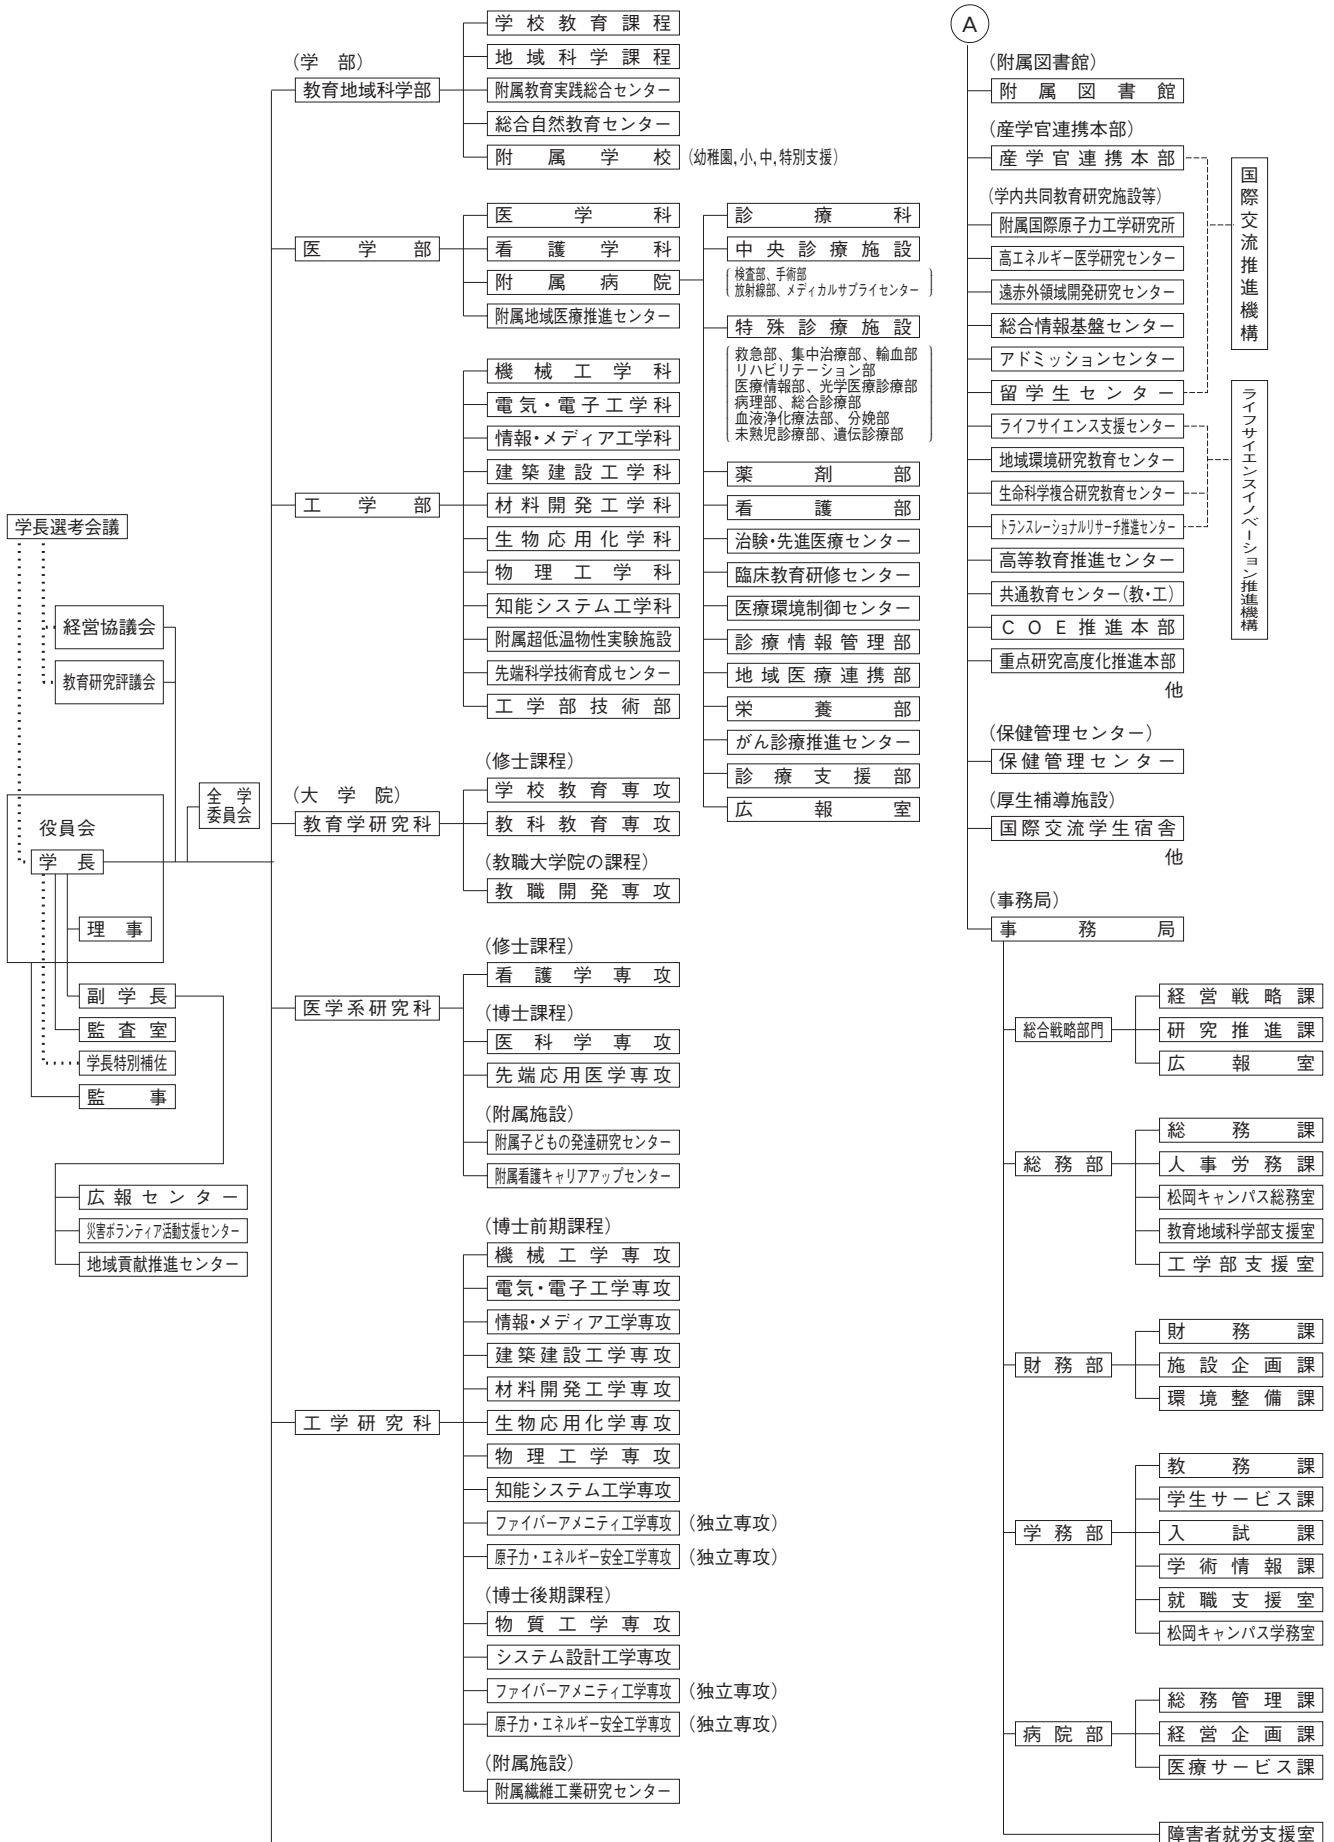 学長選考会議
経営協議会
教育研究評議会
全学
委員会
役員会
学長
理事
副学長
監査室
学長特別補佐
監事
広報センター
災害ボランティア活動支援センター
地域貢献推進センター
(学 部)
教育地域科学部
学校教育課程
地域科学課程
附属教育実践総合センター
総合自然教育センター
附属学校 (幼稚園,小,中,特別支援)
医学部
医学科
看護学科
附属病院
附属地域医療推進センター
診療科
中央診療施設
検査部、手術部
放射線部、メディカルサプライセンター
特殊診療施設
救急部、集中治療部、輸血部
リハビリテーション部
医療情報部、光学医療診療部
病理部、総合診療部
血液浄化療法部、分娩部
未熟児診療部、遺伝診療部
薬剤部
看護部
治験・先進医療センター
臨床教育研修センター
医療環境制御センター
診療情報管理部
地域医療連携部
栄養部
がん診療推進センター
診療支援部
広報室
工学部
機械工学科
電気・電子工学科
情報・メディア工学科
建築建設工学科
材料開発工学科
生物応用化学科
物理工学科
知能システム工学科
附属超低温物性実験施設
先端科学技術育成センター
工学部技術部
(大 学 院)
教育学研究科
(修士課程)
学校教育専攻
教科教育専攻
(教職大学院の課程)
教職開発専攻
医学系研究科
(修士課程)
看護学専攻
(博士課程)
医科学専攻
先端応用医学専攻
(附属施設)
附属子どもの発達研究センター
附属看護キャリアアップセンター
工学研究科
(博士前期課程)
機械工学専攻
電気・電子工学専攻
情報・メディア工学専攻
建築建設工学専攻
材料開発工学専攻
生物応用化学専攻
物理工学専攻
知能システム工学専攻
ファイバーアメニティ工学専攻 (独立専攻)
原子力・エネルギー安全工学専攻 (独立専攻)
(博士後期課程)
物質工学専攻
システム設計工学専攻
ファイバーアメニティ工学専攻 (独立専攻)
原子力・エネルギー安全工学専攻 (独立専攻)
(附属施設)
附属繊維工業研究センター
A
(附属図書館)
附属図書館
(産学官連携本部)
産学官連携本部
(学内共同教育研究施設等)
附属国際原子力工学研究所
高エネルギー医学研究センター
遠赤外領域開発研究センター
総合情報基盤センター
アドミッションセンター
留学生センター
ライフサイエンス支援センター
地域環境研究教育センター
生命科学複合研究教育センター
トランスレーショナルリサーチ推進センター
高等教育推進センター
共通教育センター(教・工)
COE推進本部
重点研究高度化推進本部
他
国際交流推進機構
ライフサイエンスイノベーション推進機構
(保健管理センター)
保健管理センター
(厚生補導施設)
国際交流学生宿舎
他
(事務局)
事務局
総合戦略部門
経営戦略課
研究推進課
広報室
総務部
総務課
人事労務課
松岡キャンパス総務室
教育地域科学部支援室
工学部支援室
財務部
財務課
施設企画課
環境整備課
学務部
教務課
学生サービス課
入試課
学術情報課
就職支援室
松岡キャンパス学務室
病院部
総務管理課
経営企画課
医療サービス課
障害者就労支援室